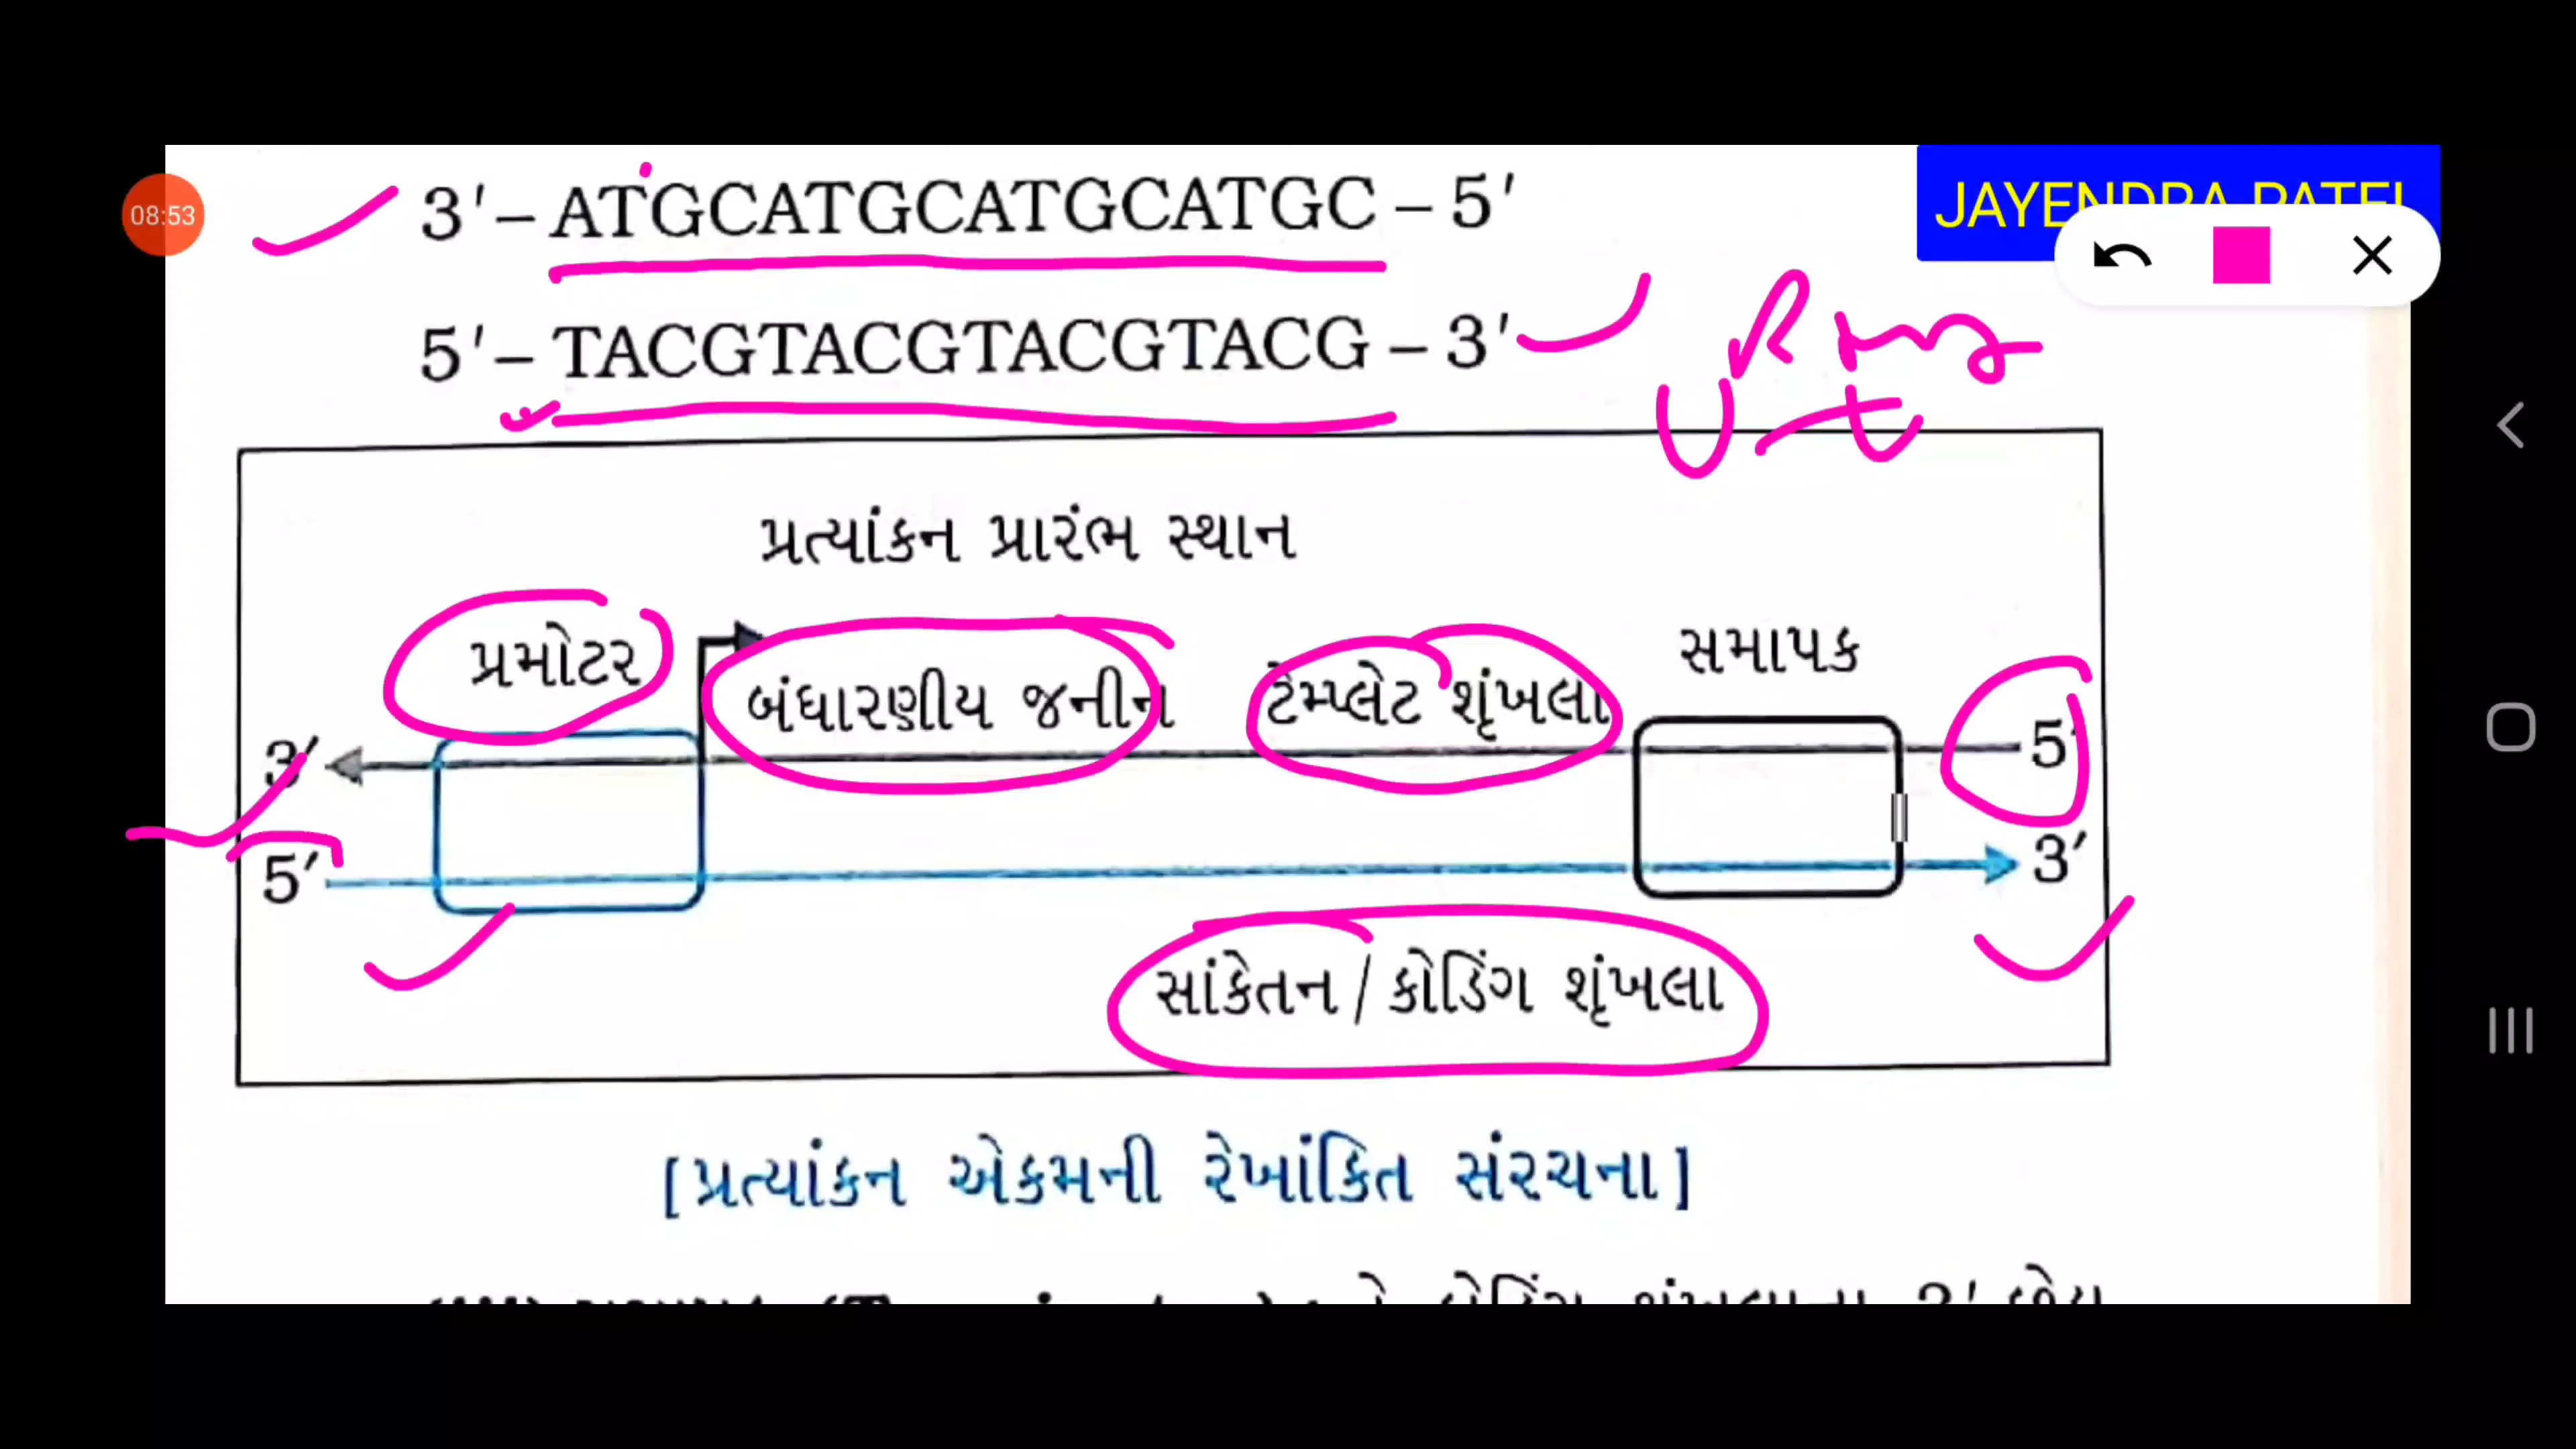 08:53
3′ – ATGCATGCATGCATGC – 5′
JAYENDRA
5′ – TACGTACGTACGTACG – 3′
પ્રત્યાંકન પ્રારંભ સ્થાન
પ્રમોટર
બંધારણીય જનીન
ટેમ્પ્લેટ શૃંખલા
સમાપક
3′
5′
5′
3′
સાંકેતન / કોડિંગ શૃંખલા
[પ્રત્યાંકન એકમની રેખાંકિત સંરચના]